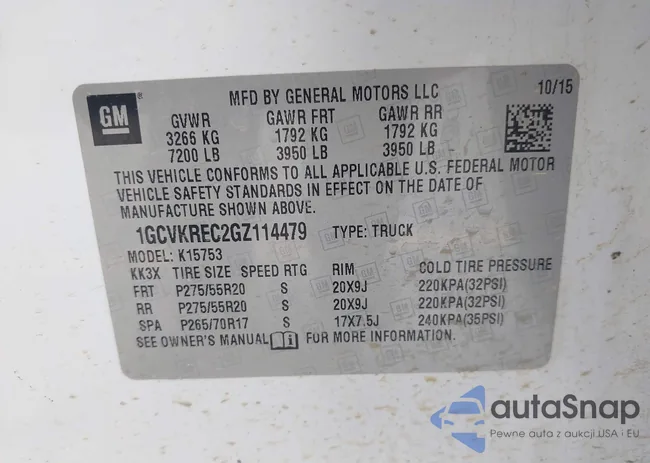 MFD BY GENERAL MOTORS LLC 10/15
GM®
GVWR GAWR FRT GAWR RR
3266 KG 1792 KG 1792 KG
7200 LB 3950 LB 3950 LB
THIS VEHICLE CONFORMS TO ALL APPLICABLE U.S. FEDERAL MOTOR
VEHICLE SAFETY STANDARDS IN EFFECT ON THE DATE OF
MANUFACTURE SHOWN ABOVE.
1GCVKREC2GZ114479 TYPE: TRUCK
MODEL: K15753
KK3X TIRE SIZE SPEED RTG RIM COLD TIRE PRESSURE
FRT P275/55R20 S 20X9J 220KPA(32PSI)
RR P275/55R20 S 20X9J 220KPA(32PSI)
SPA P265/70R17 S 17X7.5J 240KPA(35PSI)
SEE OWNER'S MANUAL FOR MORE INFORMATION.
autoSnap
Pewne auta z aukcji USA i EU